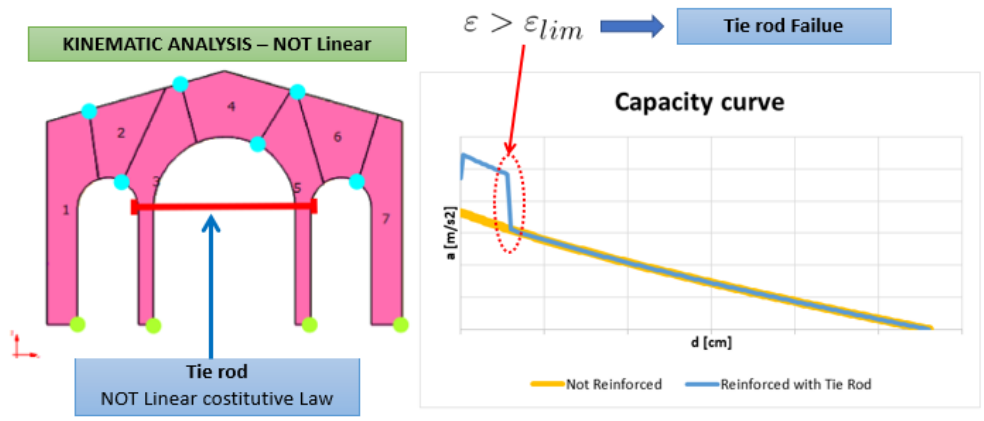 KINEMATIC ANALYSIS – NOT Linear
ε > ε_lim
Tie rod Failue
Capacity curve
4
2
6
3
5
1
7
a [m/s2]
d [cm]
Tie rod
NOT Linear costitutive Law
Not Reinforced
Reinforced with Tie Rod